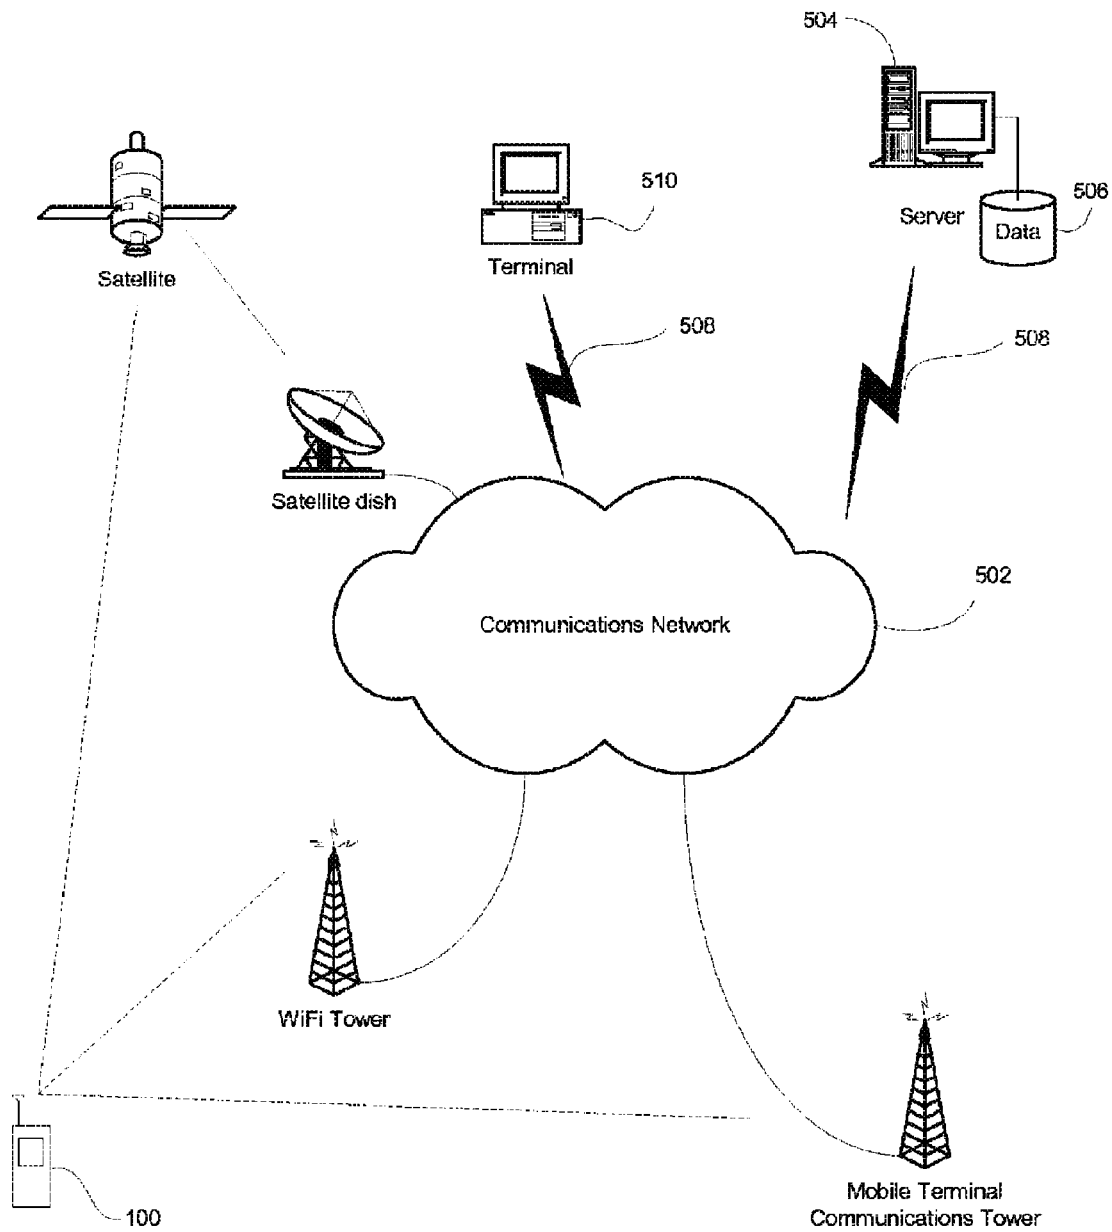 504
510
506
Server
Data
Terminal
Satellite
508
508
Satellite dish
502
Communications Network
WiFi Tower
100
Mobile Terminal
Communications Tower